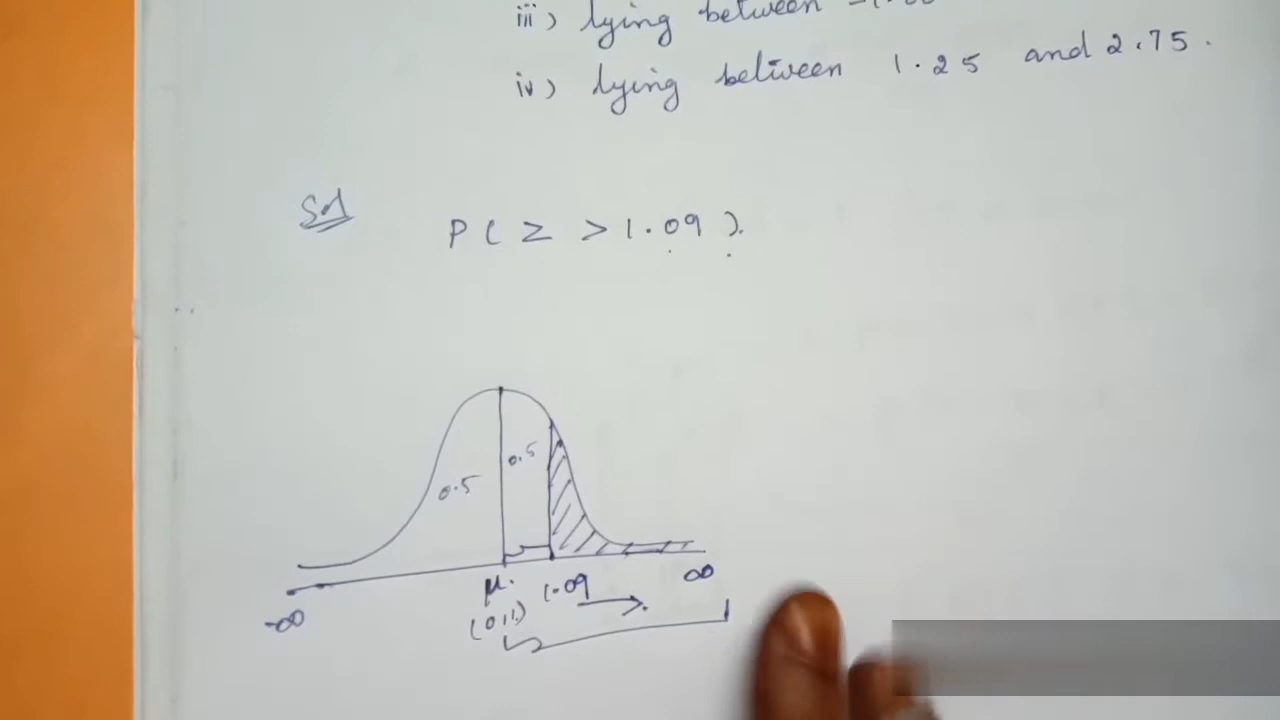 iii) lying between
iv) lying between 1.25 and 2.75.
Sol
P(Z > 1.09).
0.5
0.5
μ.
1.09
∞
-∞
(0,1)